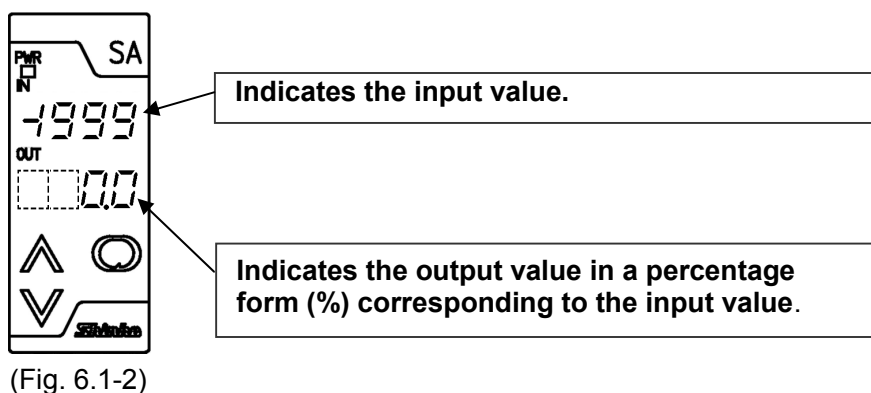 SA
PWR
IN
Indicates the input value.
-1999
OUT
0.0
Indicates the output value in a percentage
form (%) corresponding to the input value.
Shinko
(Fig. 6.1-2)